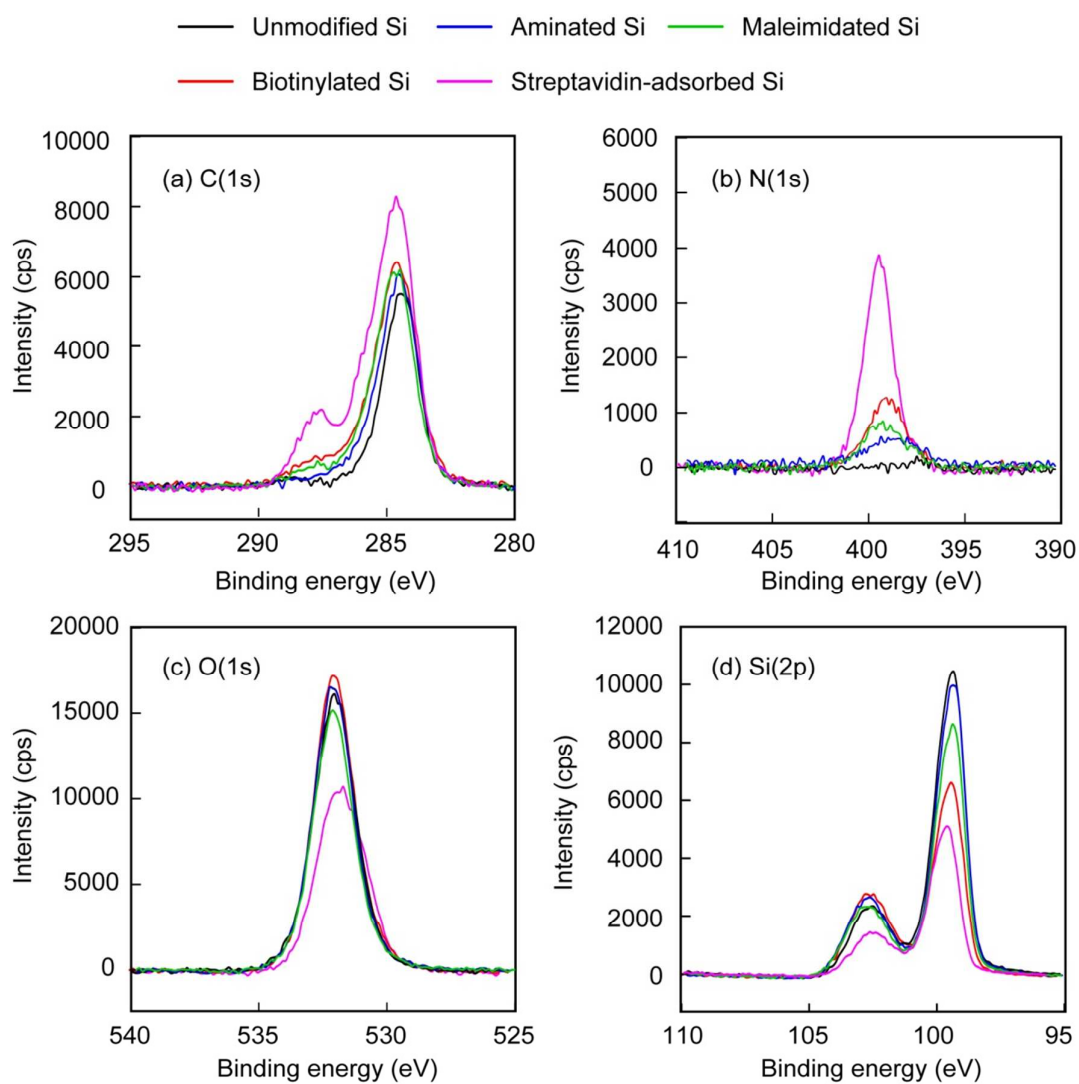 Unmodified Si Aminated Si Maleimidated Si
Biotinylated Si Streptavidin-adsorbed Si
(a) C(1s)
Intensity (cps)
10000
8000
6000
4000
2000
0
295 290 285 280
Binding energy (eV)
(b) N(1s)
Intensity (cps)
6000
5000
4000
3000
2000
1000
0
410 405 400 395 390
Binding energy (eV)
(c) O(1s)
Intensity (cps)
20000
15000
10000
5000
0
540 535 530 525
Binding energy (eV)
(d) Si(2p)
Intensity (cps)
12000
10000
8000
6000
4000
2000
0
110 105 100 95
Binding energy (eV)